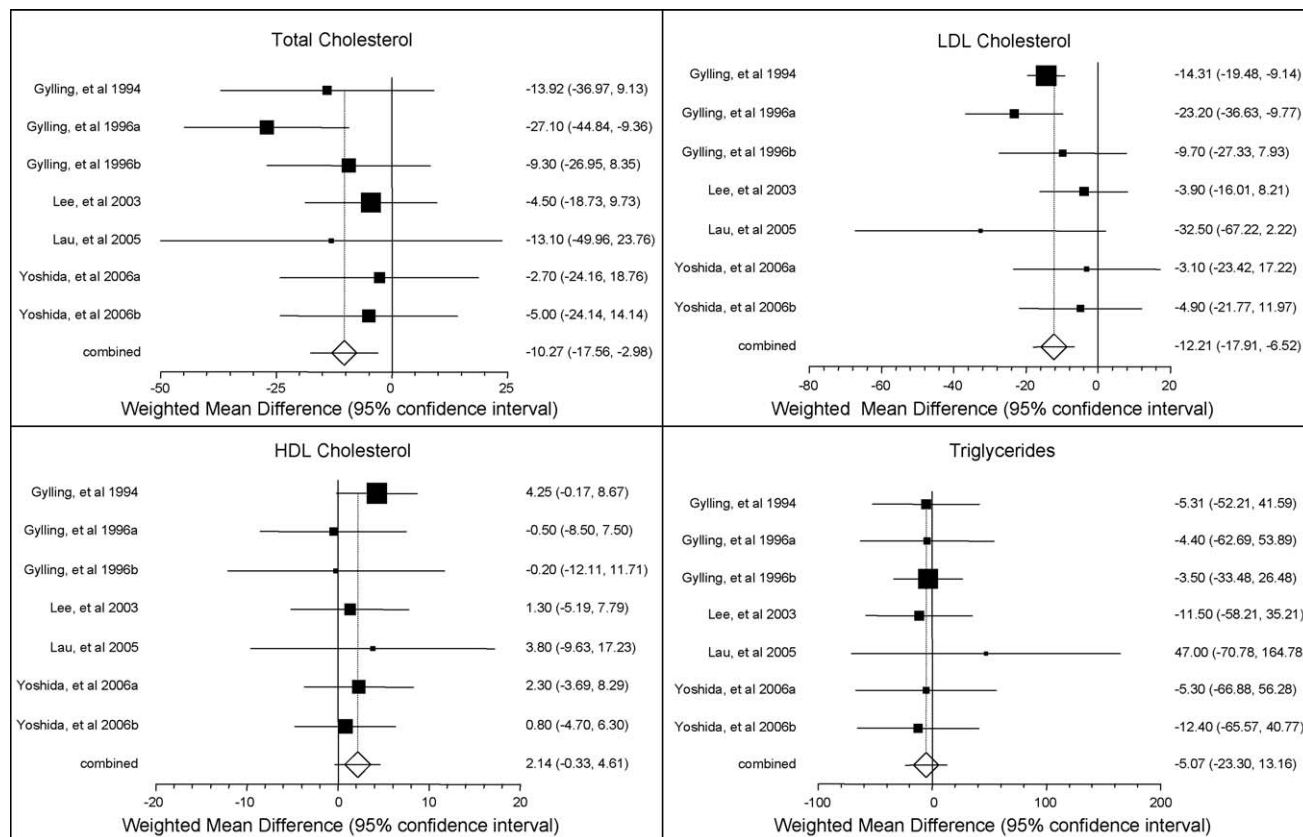 Total Cholesterol
Gylling, et al 1994 -13.92 (-36.97, 9.13)
Gylling, et al 1996a -27.10 (-44.84, -9.36)
Gylling, et al 1996b -9.30 (-26.95, 8.35)
Lee, et al 2003 -4.50 (-18.73, 9.73)
Lau, et al 2005 -13.10 (-49.96, 23.76)
Yoshida, et al 2006a -2.70 (-24.16, 18.76)
Yoshida, et al 2006b -5.00 (-24.14, 14.14)
combined -10.27 (-17.56, -2.98)
-50 -25 0 25
Weighted Mean Difference (95% confidence interval)
LDL Cholesterol
Gylling, et al 1994 -14.31 (-19.48, -9.14)
Gylling, et al 1996a -23.20 (-36.63, -9.77)
Gylling, et al 1996b -9.70 (-27.33, 7.93)
Lee, et al 2003 -3.90 (-16.01, 8.21)
Lau, et al 2005 -32.50 (-67.22, 2.22)
Yoshida, et al 2006a -3.10 (-23.42, 17.22)
Yoshida, et al 2006b -4.90 (-21.77, 11.97)
combined -12.21 (-17.91, -6.52)
-80 -60 -40 -20 0 20
Weighted Mean Difference (95% confidence interval)
HDL Cholesterol
Gylling, et al 1994 4.25 (-0.17, 8.67)
Gylling, et al 1996a -0.50 (-8.50, 7.50)
Gylling, et al 1996b -0.20 (-12.11, 11.71)
Lee, et al 2003 1.30 (-5.19, 7.79)
Lau, et al 2005 3.80 (-9.63, 17.23)
Yoshida, et al 2006a 2.30 (-3.69, 8.29)
Yoshida, et al 2006b 0.80 (-4.70, 6.30)
combined 2.14 (-0.33, 4.61)
-20 -10 0 10 20
Weighted Mean Difference (95% confidence interval)
Triglycerides
Gylling, et al 1994 -5.31 (-52.21, 41.59)
Gylling, et al 1996a -4.40 (-62.69, 53.89)
Gylling, et al 1996b -3.50 (-33.48, 26.48)
Lee, et al 2003 -11.50 (-58.21, 35.21)
Lau, et al 2005 47.00 (-70.78, 164.78)
Yoshida, et al 2006a -5.30 (-66.88, 56.28)
Yoshida, et al 2006b -12.40 (-65.57, 40.77)
combined -5.07 (-23.30, 13.16)
-100 0 100 200
Weighted Mean Difference (95% confidence interval)